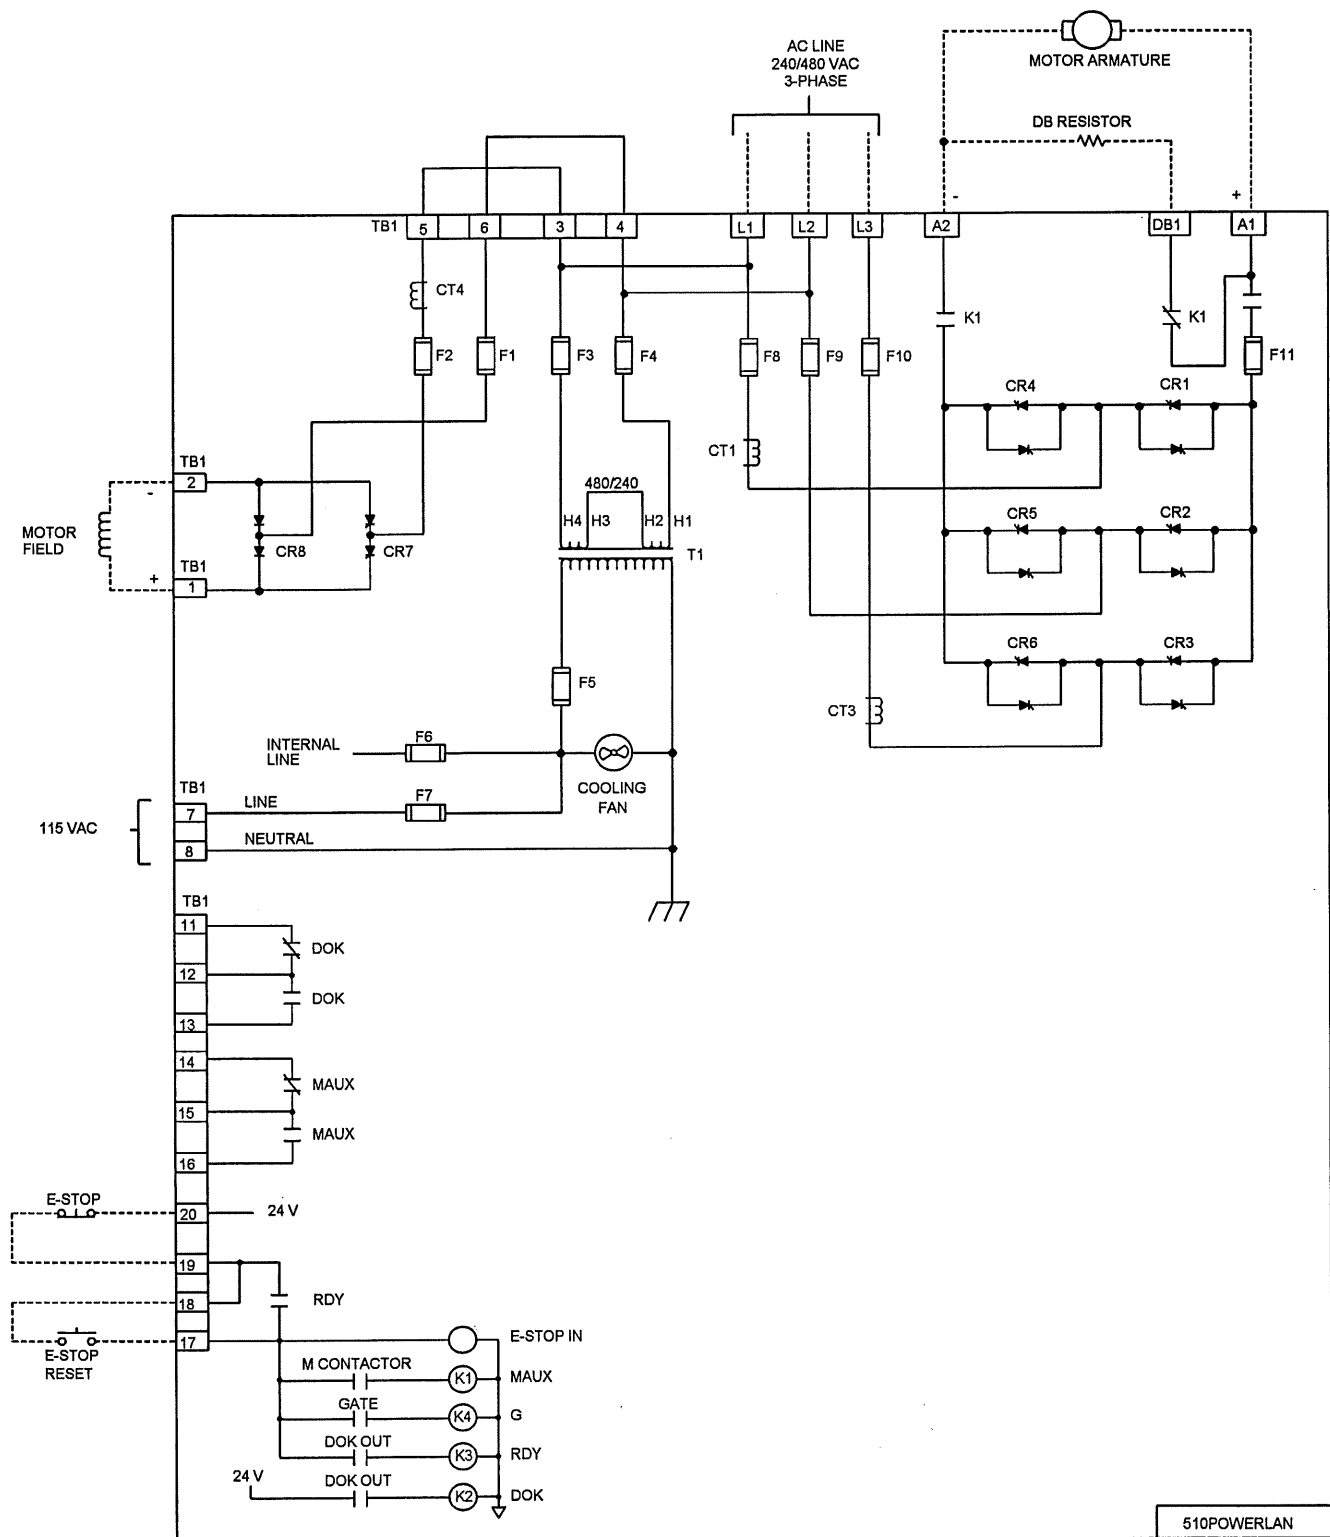 AC LINE
240/480 VAC
3-PHASE
MOTOR ARMATURE
DB RESISTOR
-
+
TB1 5 6 3 4 L1 L2 L3 A2 DB1 A1
CT4
K1
K1
F2 F1 F3 F4 F8 F9 F10 F11
CR4 CR1
CT1
TB1
2
-
480/240
H4 H3 H2 H1
T1
MOTOR
FIELD
CR8 CR7
CR5 CR2
TB1
+
1
CR6 CR3
F5
CT3
INTERNAL
LINE
F6
COOLING
FAN
TB1
7
LINE
F7
115 VAC
NEUTRAL
8
TB1
11
DOK
12
DOK
13
14
MAUX
15
MAUX
16
E-STOP
20
24 V
19
18
RDY
17
E-STOP
RESET
E-STOP IN
M CONTACTOR
K1
MAUX
GATE
K4
G
DOK OUT
K3
RDY
24 V
DOK OUT
K2
DOK
510POWERLAN